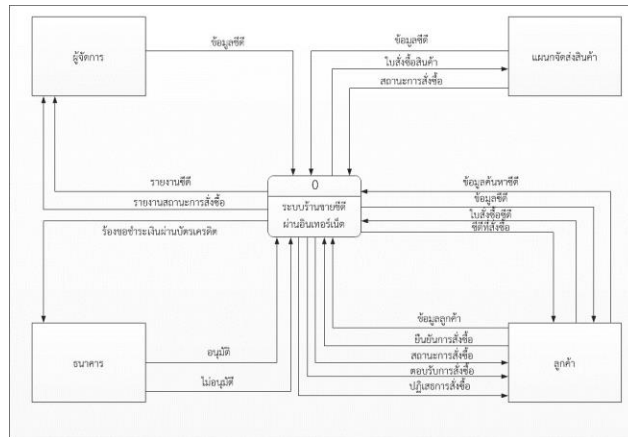 ผู้จัดการ
ข้อมูลซีดี
ข้อมูลซีดี
ใบสั่งซื้อสินค้า
สถานะการสั่งซื้อ
แผนกจัดส่งสินค้า
รายงานซีดี
รายงานสถานะการสั่งซื้อ
ร้องขอชำระเงินผ่านบัตรเครดิต
0
ระบบร้านขายซีดี
ผ่านอินเทอร์เน็ต
ข้อมูลค้นหาซีดี
ข้อมูลซีดี
ใบสั่งซื้อซีดี
ซีดีที่สั่งซื้อ
ธนาคาร
อนุมัติ
ไม่อนุมัติ
ข้อมูลลูกค้า
ยืนยันการสั่งซื้อ
สถานะการสั่งซื้อ
ตอบรับการสั่งซื้อ
ปฏิเสธการสั่งซื้อ
ลูกค้า